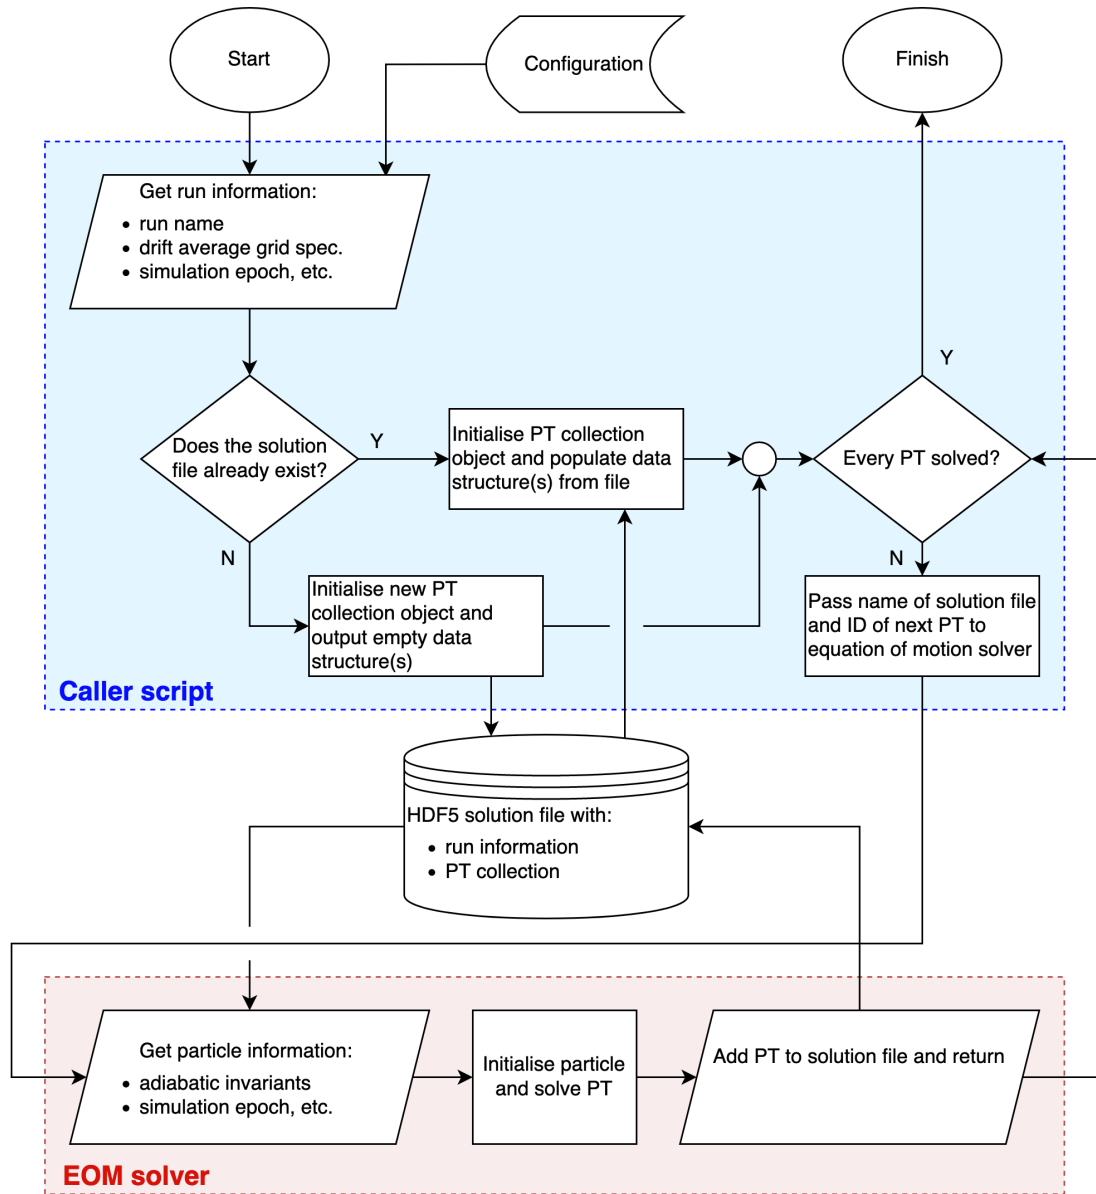 Start
Configuration
Finish
Get run information:
• run name
• drift average grid spec.
• simulation epoch, etc.
Does the solution
file already exist?
Y
N
Initialise PT collection
object and populate data
structure(s) from file
Every PT solved?
Y
N
Initialise new PT
collection object and
output empty data
structure(s)
Pass name of solution file
and ID of next PT to
equation of motion solver
Caller script
HDF5 solution file with:
• run information
• PT collection
Get particle information:
• adiabatic invariants
• simulation epoch, etc.
Initialise particle
and solve PT
Add PT to solution file and return
EOM solver